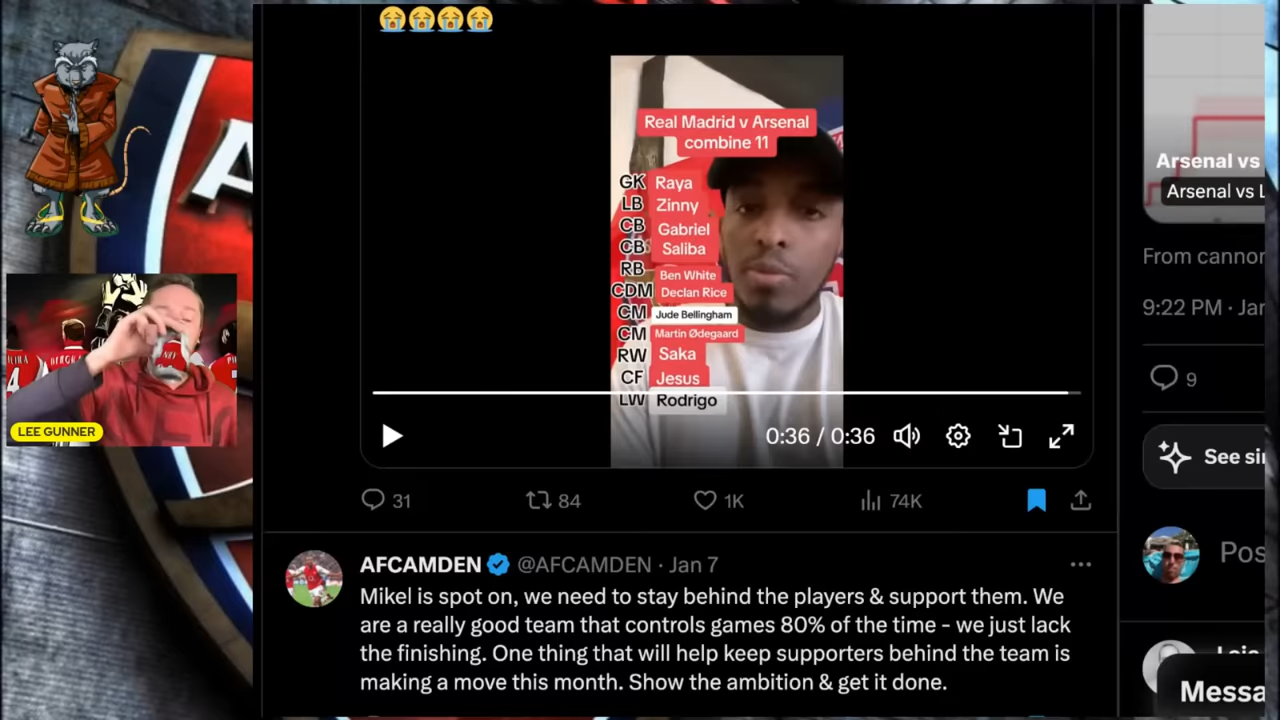 Real Madrid v Arsenal
combine 11
GK Raya
LB Zinny
CB Gabriel
CB Saliba
RB Ben White
CDM Declan Rice
CM Jude Bellingham
CM Martin Ødegaard
RW Saka
CF Jesus
LW Rodrigo
0:36 / 0:36
31 84 1K 74K
AFCAMDEN @AFCAMDEN · Jan 7
Mikel is spot on, we need to stay behind the players & support them. We
are a really good team that controls games 80% of the time - we just lack
the finishing. One thing that will help keep supporters behind the team is
making a move this month. Show the ambition & get it done.
LEE GUNNER
Arsenal vs
Arsenal vs L
From cannor
9:22 PM · Jar
9
See sir
Pos
Messa